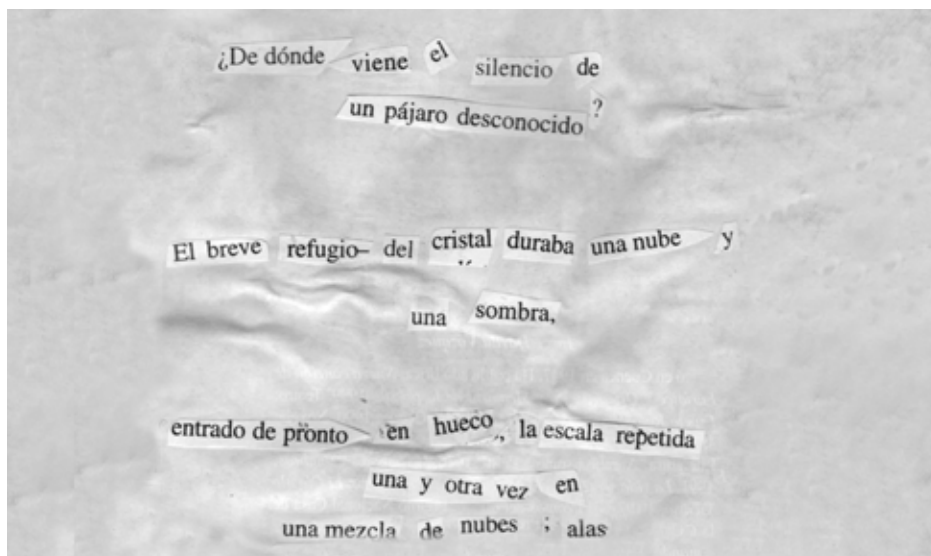 ¿De dónde viene el silencio de
un pájaro desconocido ?
El breve refugio– del cristal duraba una nube y
una sombra,
entrado de pronto en hueco, la escala repetida
una y otra vez en
una mezcla de nubes ; alas